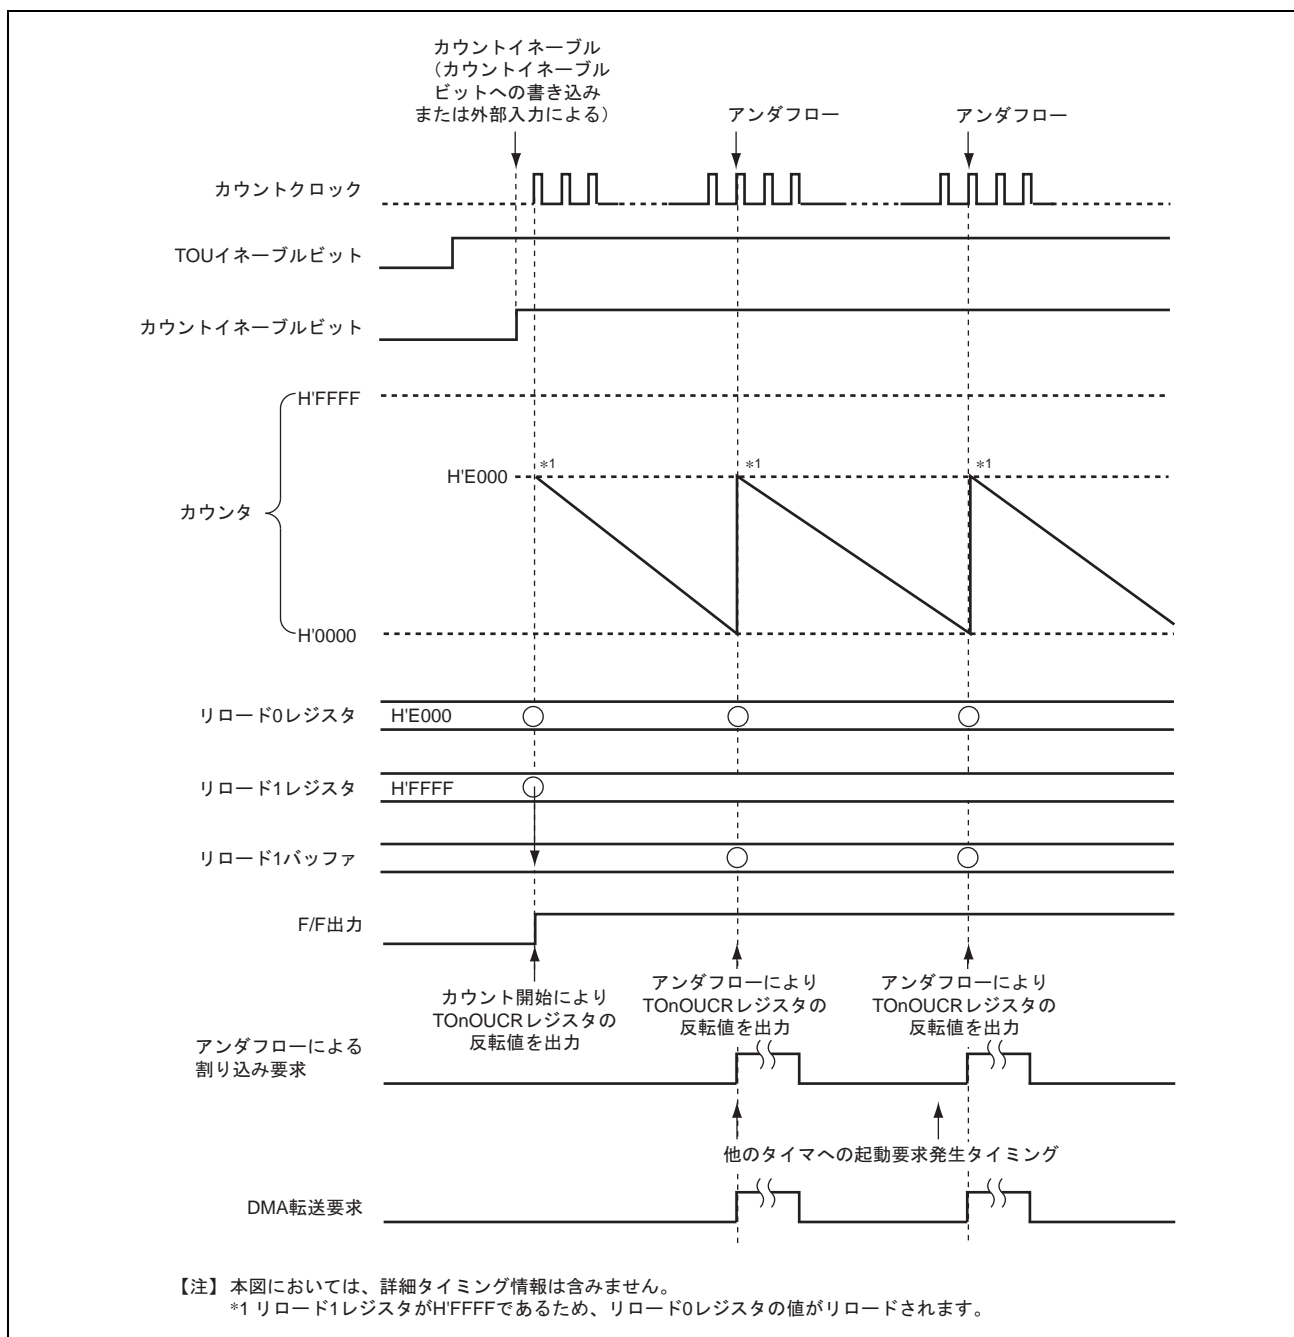 カウントイネーブル
（カウントイネーブル
ビットへの書き込み
または外部入力による）
アンダフロー
アンダフロー
カウントクロック
TOUイネーブルビット
カウントイネーブルビット
H'FFFF
*1
*1
*1
H'E000
カウンタ
H'0000
リロード0レジスタ
H'E000
リロード1レジスタ
H'FFFF
リロード1バッファ
F/F出力
カウント開始により
TOnOUCRレジスタの
反転値を出力
アンダフローにより
TOnOUCRレジスタの
反転値を出力
アンダフローにより
TOnOUCRレジスタの
反転値を出力
アンダフローによる
割り込み要求
他のタイマへの起動要求発生タイミング
DMA転送要求
【注】 本図においては、詳細タイミング情報は含みません。
*1 リロード1レジスタがH'FFFFであるため、リロード0レジスタの値がリロードされます。